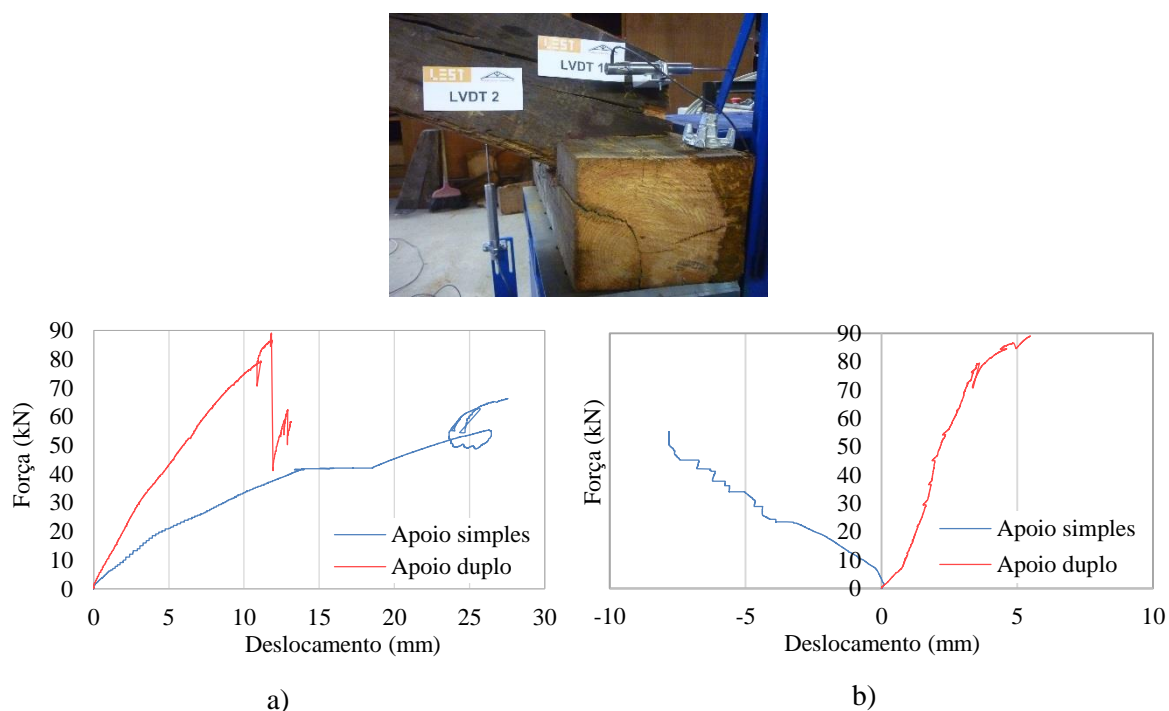 LEST
LVDT 1
LEST
LVDT 2
90
80
70
60
50
40
30
20
10
0
Força (kN)
Apoio simples
Apoio duplo
0 5 10 15 20 25 30
Deslocamento (mm)
a)
90
80
70
60
50
40
30
20
10
0
Força (kN)
Apoio simples
Apoio duplo
-10 -5 0 5 10
Deslocamento (mm)
b)